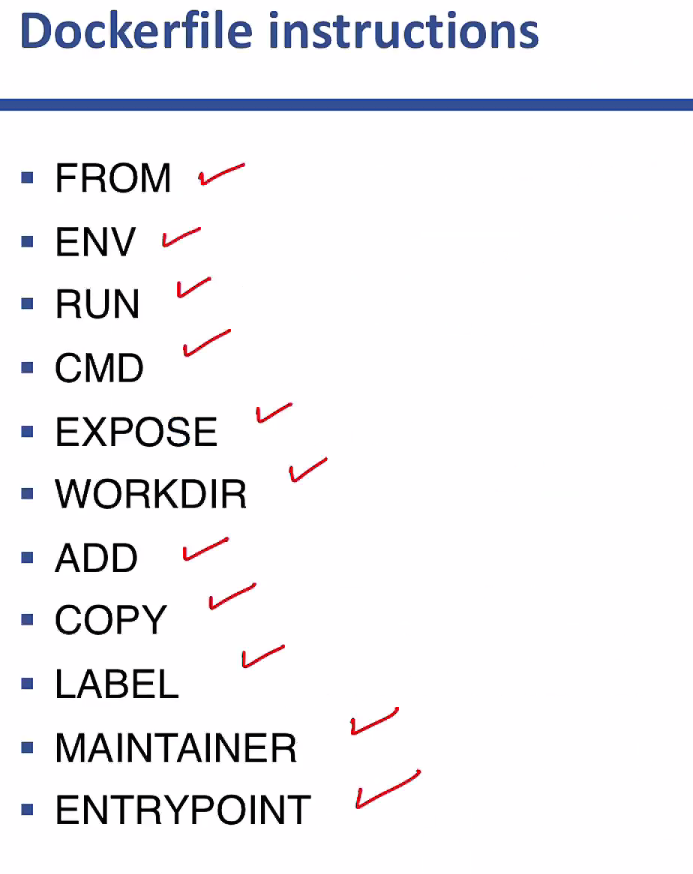 Dockerfile instructions
▪ FROM
▪ ENV
▪ RUN
▪ CMD
▪ EXPOSE
▪ WORKDIR
▪ ADD
▪ COPY
▪ LABEL
▪ MAINTAINER
▪ ENTRYPOINT